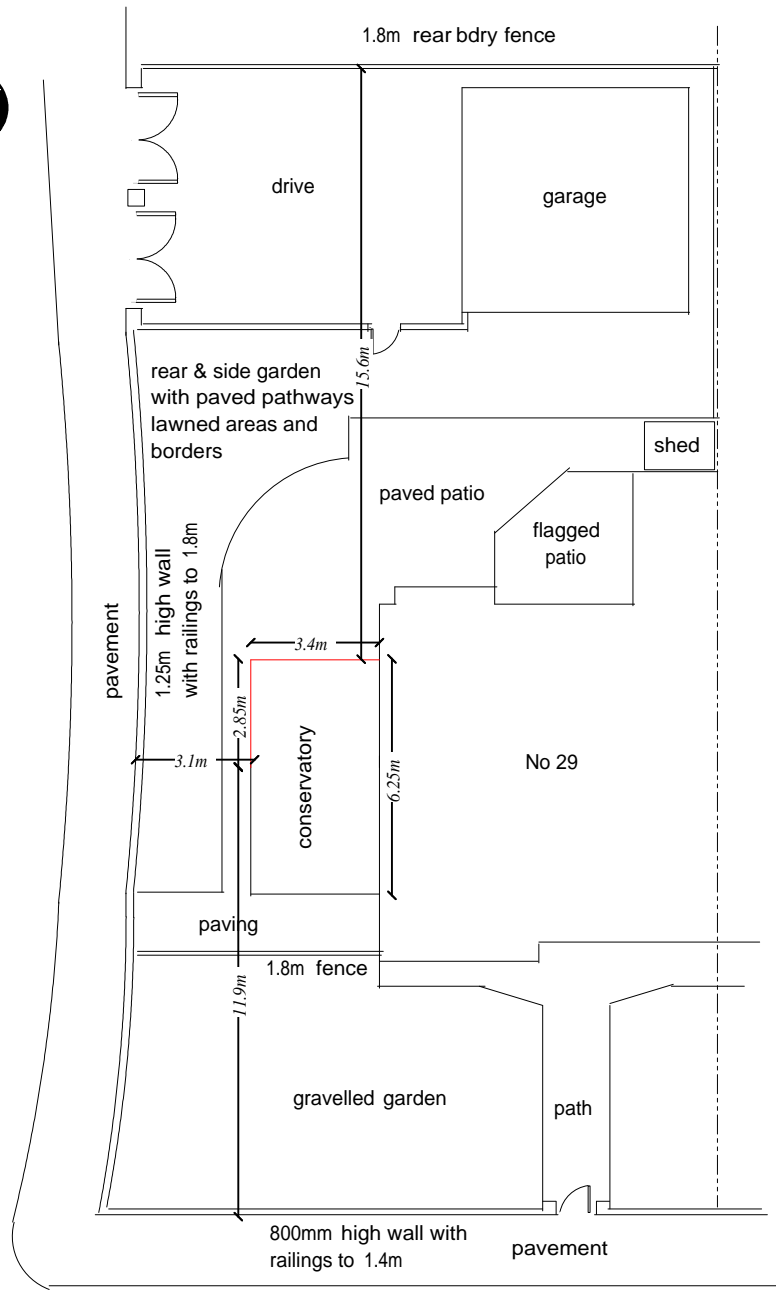 1.8m rear bdry fence
drive
garage
15.6m
rear & side garden
with paved pathways
lawned areas and
borders
shed
paved patio
flagged
patio
pavement
1.25m high wall
with railings to 1.8m
3.4m
2.85m
3.1m
conservatory
6.25m
No 29
paving
1.8m fence
11.9m
gravelled garden
path
800mm high wall with
railings to 1.4m
pavement